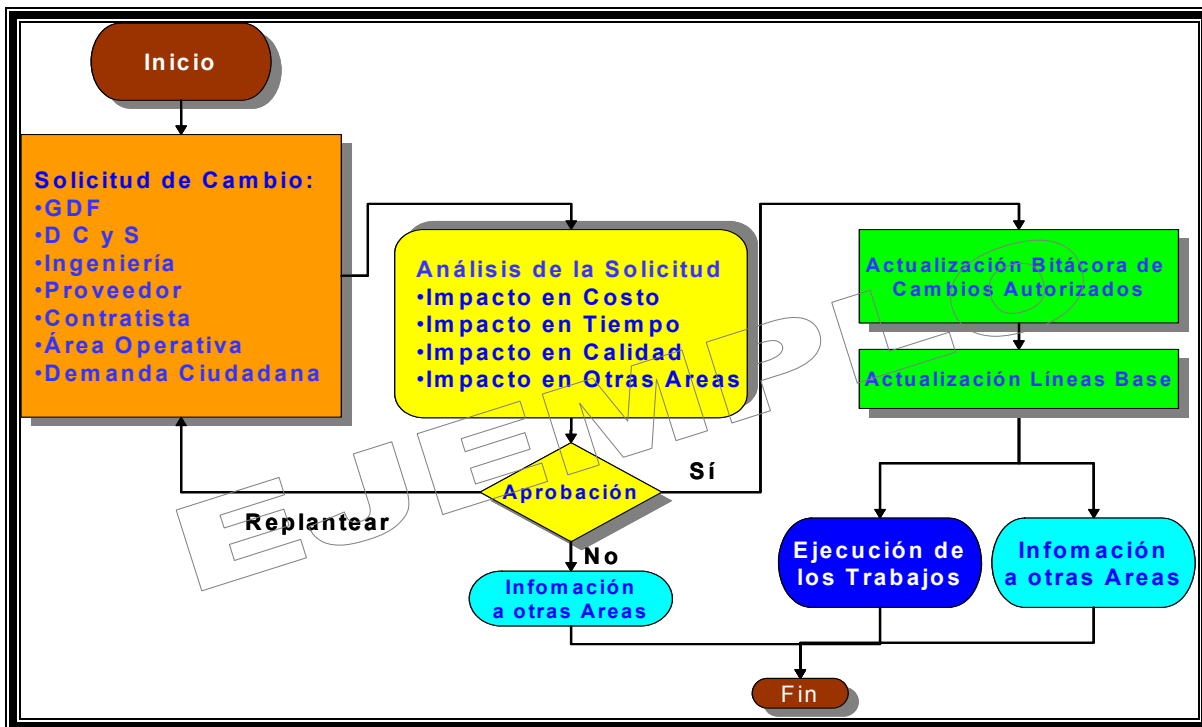 Inicio
Solicitud de Cambio:
•GDF
•D C y S
•Ingeniería
•Proveedor
•Contratista
•Área Operativa
•Demanda Ciudadana
Análisis de la Solicitud
•Impacto en Costo
•Impacto en Tiempo
•Impacto en Calidad
•Impacto en Otras Areas
Aprobación
Replantear
Sí
No
Infomación
a otras Areas
Actualización Bitácora de
Cambios Autorizados
Actualización Líneas Base
Ejecución de
los Trabajos
Infomación
a otras Areas
Fin
EJEMPLO